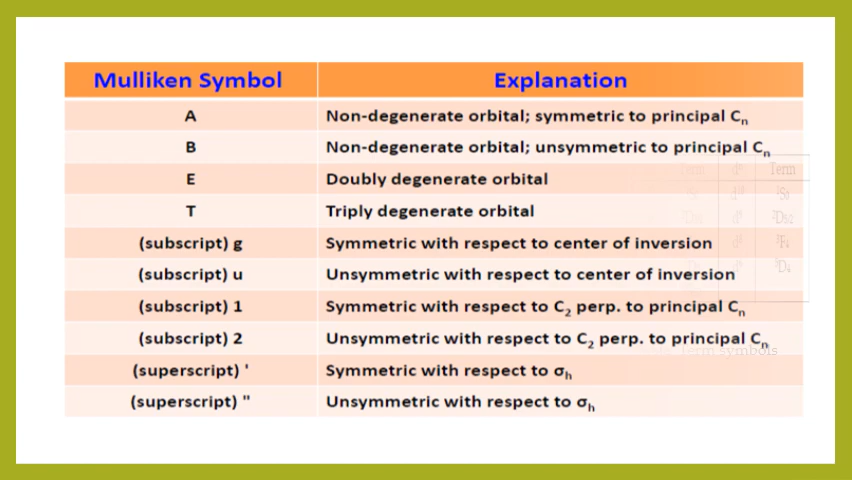 Mulliken Symbol Explanation
A Non-degenerate orbital; symmetric to principal Cn
B Non-degenerate orbital; unsymmetric to principal Cn
E Doubly degenerate orbital
T Triply degenerate orbital
(subscript) g Symmetric with respect to center of inversion
(subscript) u Unsymmetric with respect to center of inversion
(subscript) 1 Symmetric with respect to C2 perp. to principal Cn
(subscript) 2 Unsymmetric with respect to C2 perp. to principal Cn
(superscript) ' Symmetric with respect to σh
(superscript) " Unsymmetric with respect to σh
Term
symbols